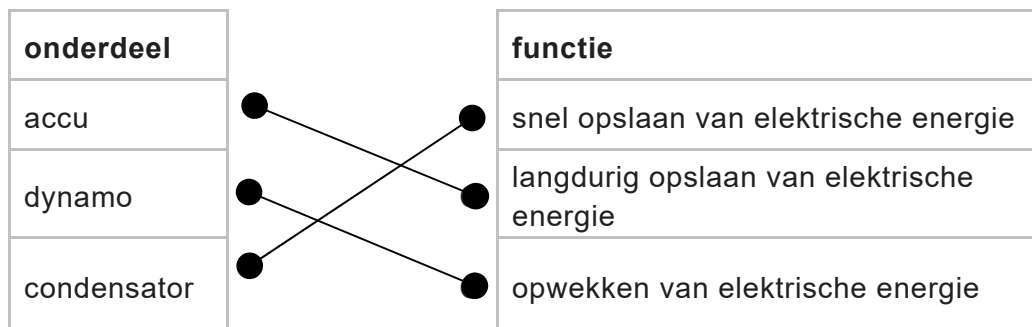 onderdeel
functie
accu
snel opslaan van elektrische energie
dynamo
langdurig opslaan van elektrische
energie
condensator
opwekken van elektrische energie